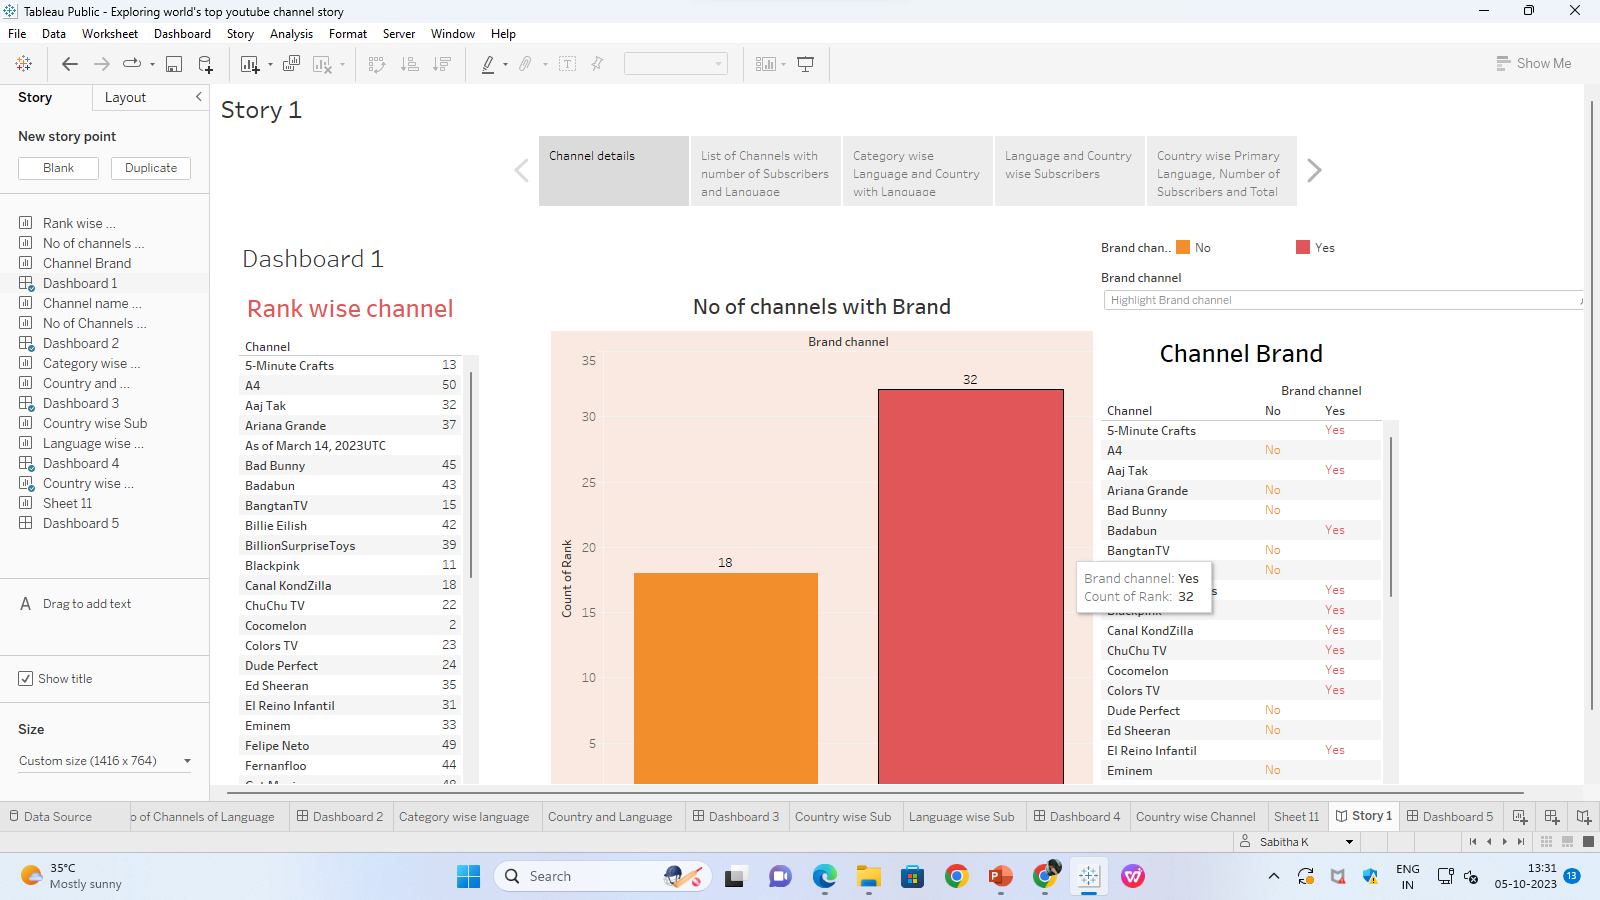 Tableau Public - Exploring world's top youtube channel story
File Data Worksheet Dashboard Story Analysis Format Server Window Help
Show Me
Story Layout
New story point
Blank Duplicate
Rank wise ...
No of channels ...
Channel Brand
Dashboard 1
Channel name ...
No of Channels ...
Dashboard 2
Category wise ...
Country and ...
Dashboard 3
Country wise Sub
Language wise ...
Dashboard 4
Country wise ...
Sheet 11
Dashboard 5
A Drag to add text
Show title
Size
Custom size (1416 x 764)
Story 1
Channel details
List of Channels with
number of Subscribers
and Language
Category wise
Language and Country
with Language
Language and Country
wise Subscribers
Country wise Primary
Language, Number of
Subscribers and Total
Dashboard 1
Rank wise channel
Channel
5-Minute Crafts 13
A4 50
Aaj Tak 32
Ariana Grande 37
As of March 14, 2023UTC
Bad Bunny 45
Badabun 43
BangtanTV 15
Billie Eilish 42
BillionSurpriseToys 39
Blackpink 11
Canal KondZilla 18
ChuChu TV 22
Cocomelon 2
Colors TV 23
Dude Perfect 24
Ed Sheeran 35
El Reino Infantil 31
Eminem 33
Felipe Neto 49
Fernanfloo 44
No of channels with Brand
Brand channel
35
30
25
20
15
10
5
Count of Rank
18
32
Brand channel: Yes
Count of Rank: 32
Brand chan.. No Yes
Brand channel
Highlight Brand channel
Channel Brand
Brand channel
Channel No Yes
5-Minute Crafts Yes
A4 No
Aaj Tak Yes
Ariana Grande No
Bad Bunny No
Badabun Yes
BangtanTV No
No
s Yes
Blackpink Yes
Canal KondZilla Yes
ChuChu TV Yes
Cocomelon Yes
Colors TV Yes
Dude Perfect No
Ed Sheeran No
El Reino Infantil Yes
Eminem No
Data Source o of Channels of Language Dashboard 2 Category wise language Country and Language Dashboard 3 Country wise Sub Language wise Sub Dashboard 4 Country wise Channel Sheet 11 Story 1 Dashboard 5
Sabitha K
35°C
Mostly sunny
Search
ENG
IN
13:31
05-10-2023
13